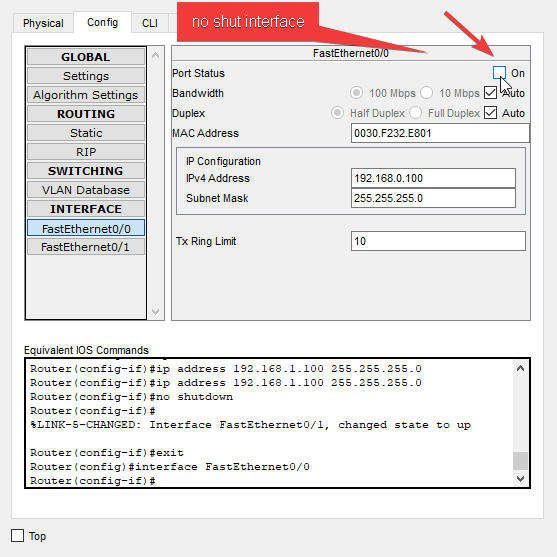 Physical Config CLI
no shut interface
GLOBAL
Settings
Algorithm Settings
ROUTING
Static
RIP
SWITCHING
VLAN Database
INTERFACE
FastEthernet0/0
FastEthernet0/1
FastEthernet0/0
Port Status On
Bandwidth 100 Mbps 10 Mbps Auto
Duplex Half Duplex Full Duplex Auto
MAC Address 0030.F232.E801
IP Configuration
IPv4 Address 192.168.0.100
Subnet Mask 255.255.255.0
Tx Ring Limit 10
Equivalent IOS Commands
Router(config-if)#ip address 192.168.1.100 255.255.255.0
Router(config-if)#ip address 192.168.1.100 255.255.255.0
Router(config-if)#no shutdown
Router(config-if)#
%LINK-5-CHANGED: Interface FastEthernet0/1, changed state to up
Router(config-if)#exit
Router(config)#interface FastEthernet0/0
Router(config-if)#
Top